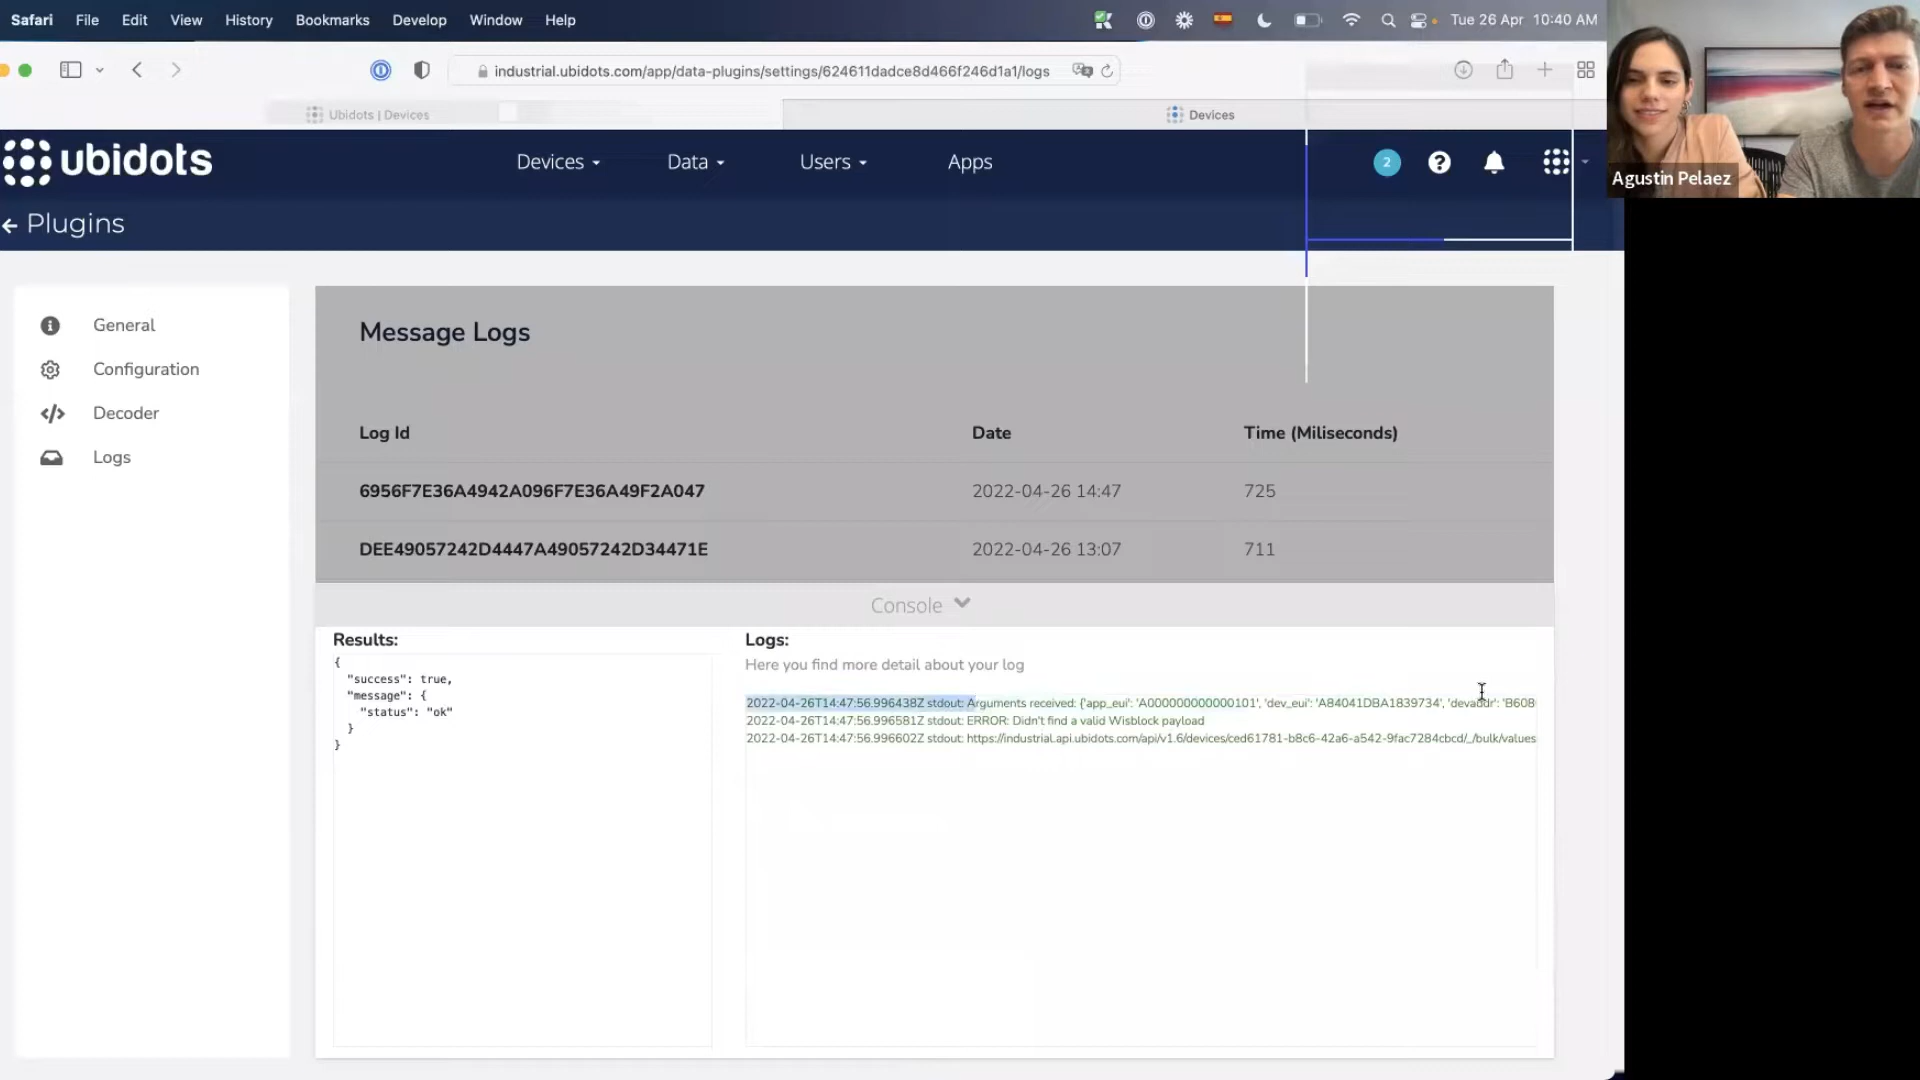 Safari File Edit View History Bookmarks Develop Window Help Tue 26 Apr 10:40 AM
industrial.ubidots.com/app/data-plugins/settings/624611dadce8d466f246d1a1/logs
Ubidots | Devices
Devices
ubidots Devices Data Users Apps 2
Agustin Pelaez
Plugins
General
Configuration
Decoder
Logs
Message Logs
Log Id Date Time (Miliseconds)
6956F7E36A4942A096F7E36A49F2A047 2022-04-26 14:47 725
DEE49057242D4447A49057242D34471E 2022-04-26 13:07 711
Console
Results:
{
"success": true,
"message": {
"status": "ok"
}
}
Logs:
Here you find more detail about your log
2022-04-26T14:47:56.996438Z stdout: Arguments received: {'app_eui': 'A000000000000101', 'dev_eui': 'A84041DBA1839734', 'devaddr': 'B608
2022-04-26T14:47:56.996581Z stdout: ERROR: Didn't find a valid Wisblock payload
2022-04-26T14:47:56.996602Z stdout: https://industrial.api.ubidots.com/api/v1.6/devices/ced61781-b8c6-42a6-a542-9fac7284cbcd/_/bulk/values